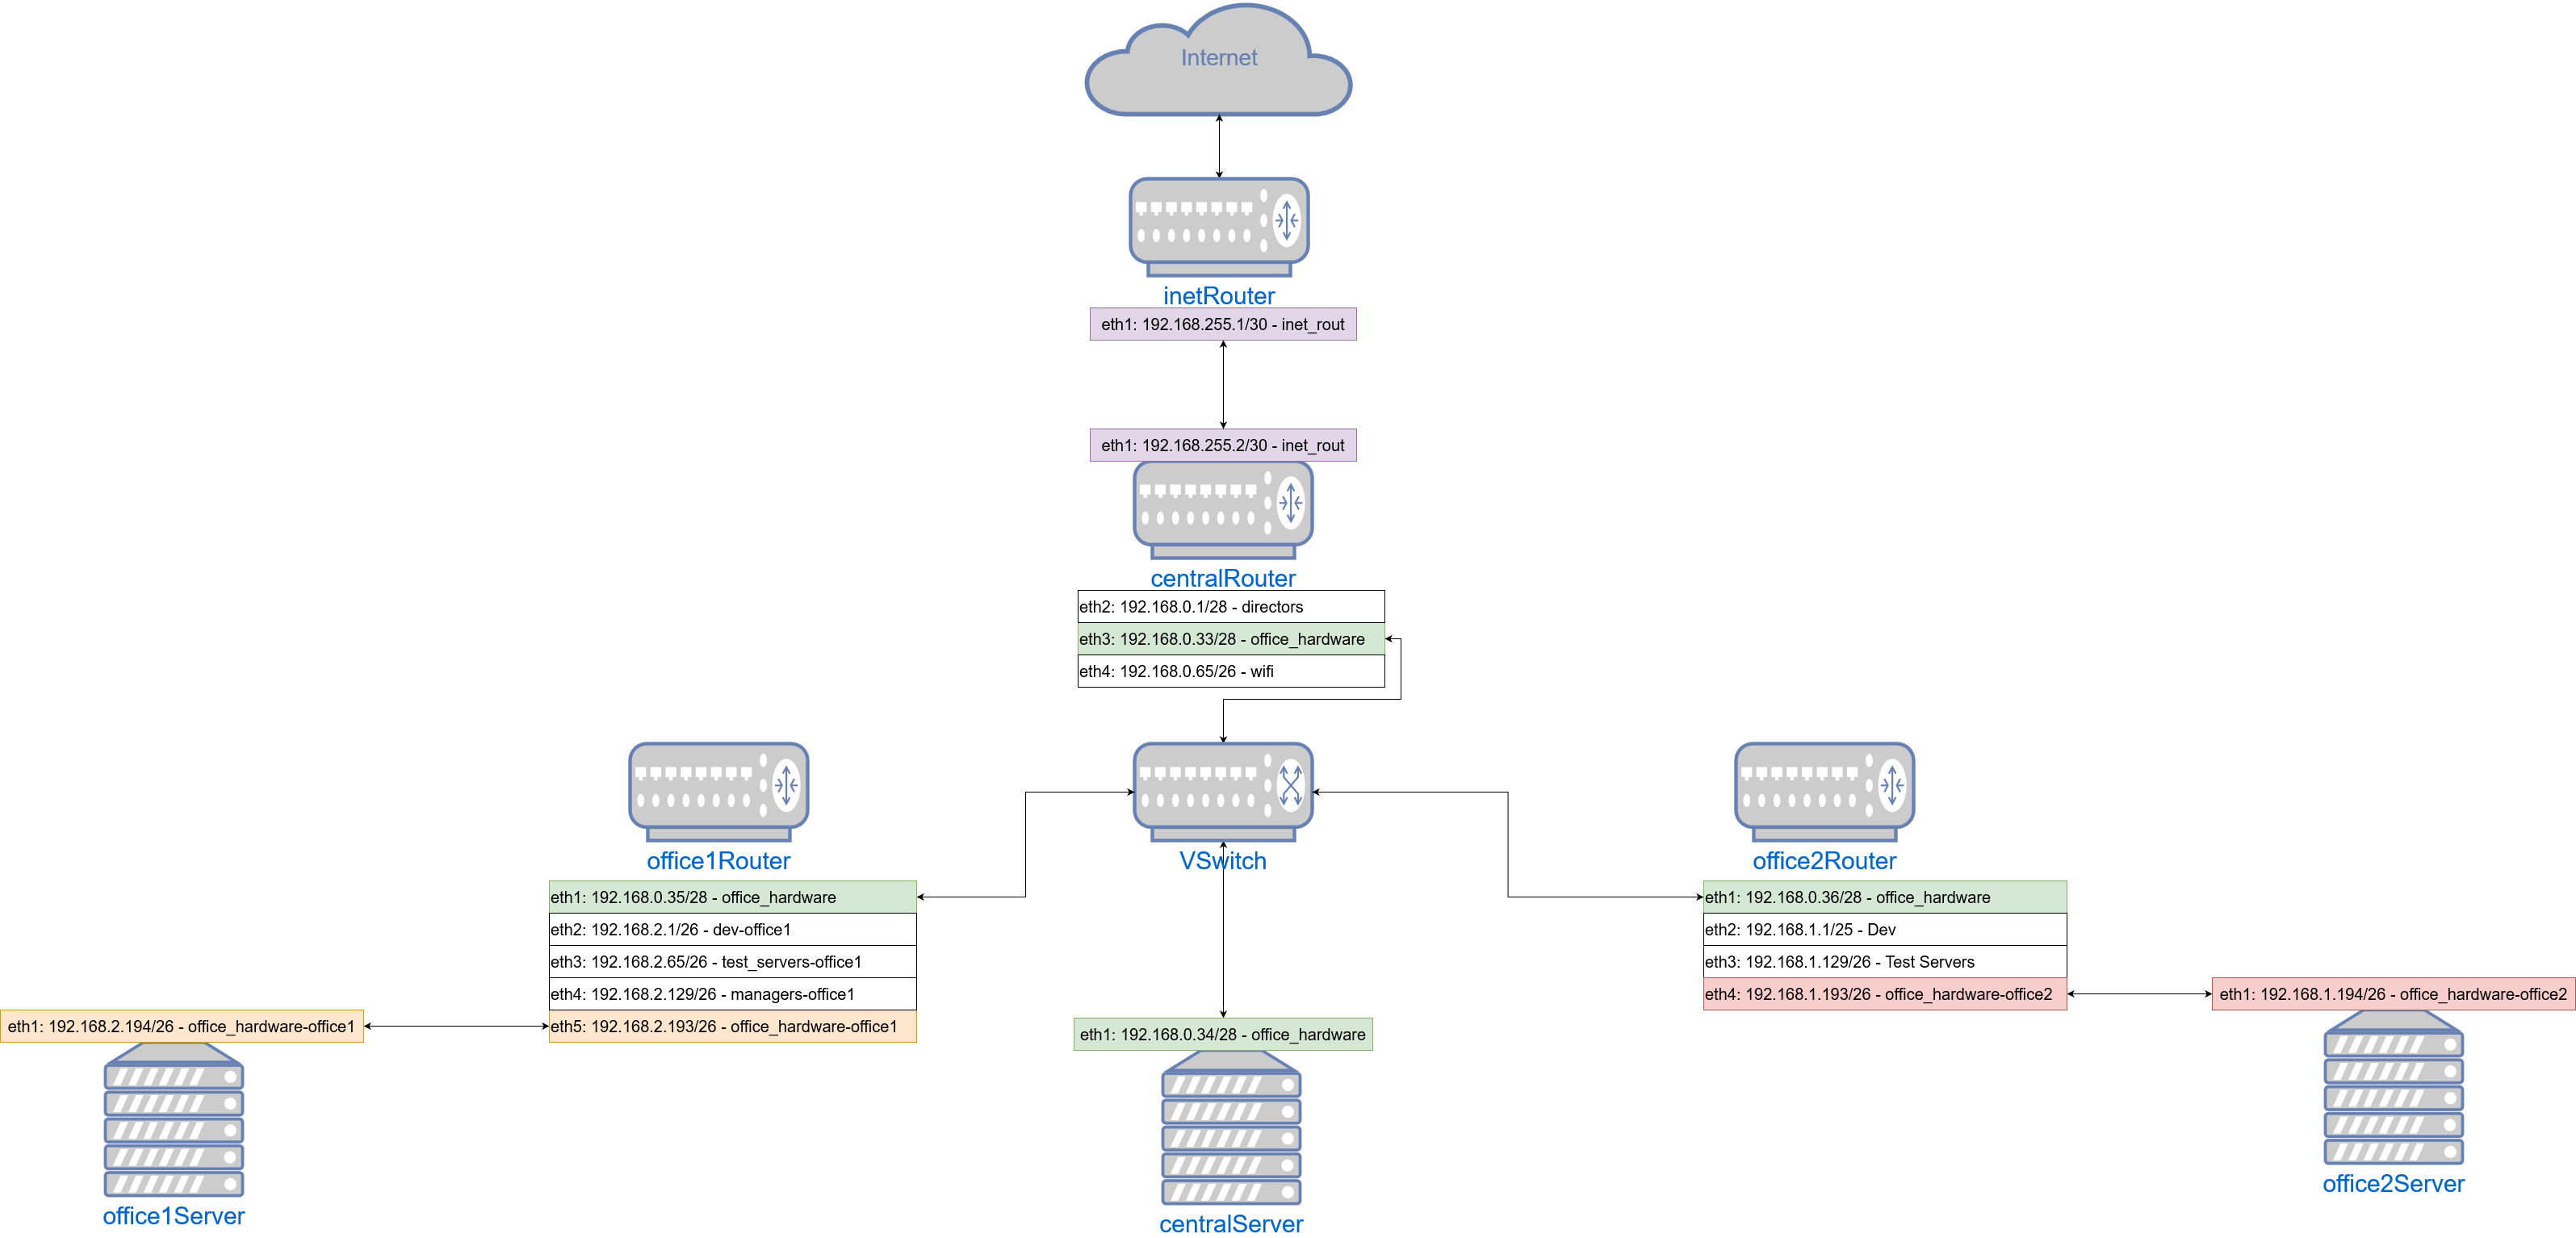 Internet
inetRouter
eth1: 192.168.255.1/30 - inet_rout
eth1: 192.168.255.2/30 - inet_rout
centralRouter
eth2: 192.168.0.1/28 - directors
eth3: 192.168.0.33/28 - office_hardware
eth4: 192.168.0.65/26 - wifi
office1Router
VSwitch
office2Router
eth1: 192.168.0.35/28 - office_hardware
eth2: 192.168.2.1/26 - dev-office1
eth3: 192.168.2.65/26 - test_servers-office1
eth4: 192.168.2.129/26 - managers-office1
eth5: 192.168.2.193/26 - office_hardware-office1
eth1: 192.168.0.36/28 - office_hardware
eth2: 192.168.1.1/25 - Dev
eth3: 192.168.1.129/26 - Test Servers
eth4: 192.168.1.193/26 - office_hardware-office2
eth1: 192.168.2.194/26 - office_hardware-office1
eth1: 192.168.0.34/28 - office_hardware
eth1: 192.168.1.194/26 - office_hardware-office2
office1Server
centralServer
office2Server